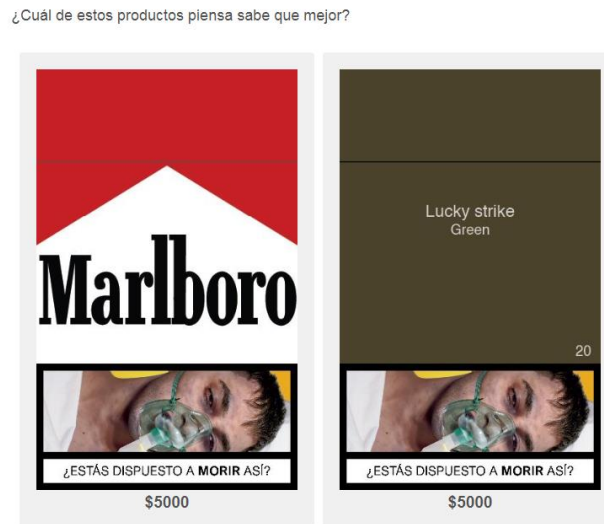 ¿Cuál de estos productos piensa sabe que mejor?
Marlboro
¿ESTÁS DISPUESTO A MORIR ASÍ?
$5000
Lucky strike
Green
20
¿ESTÁS DISPUESTO A MORIR ASÍ?
$5000